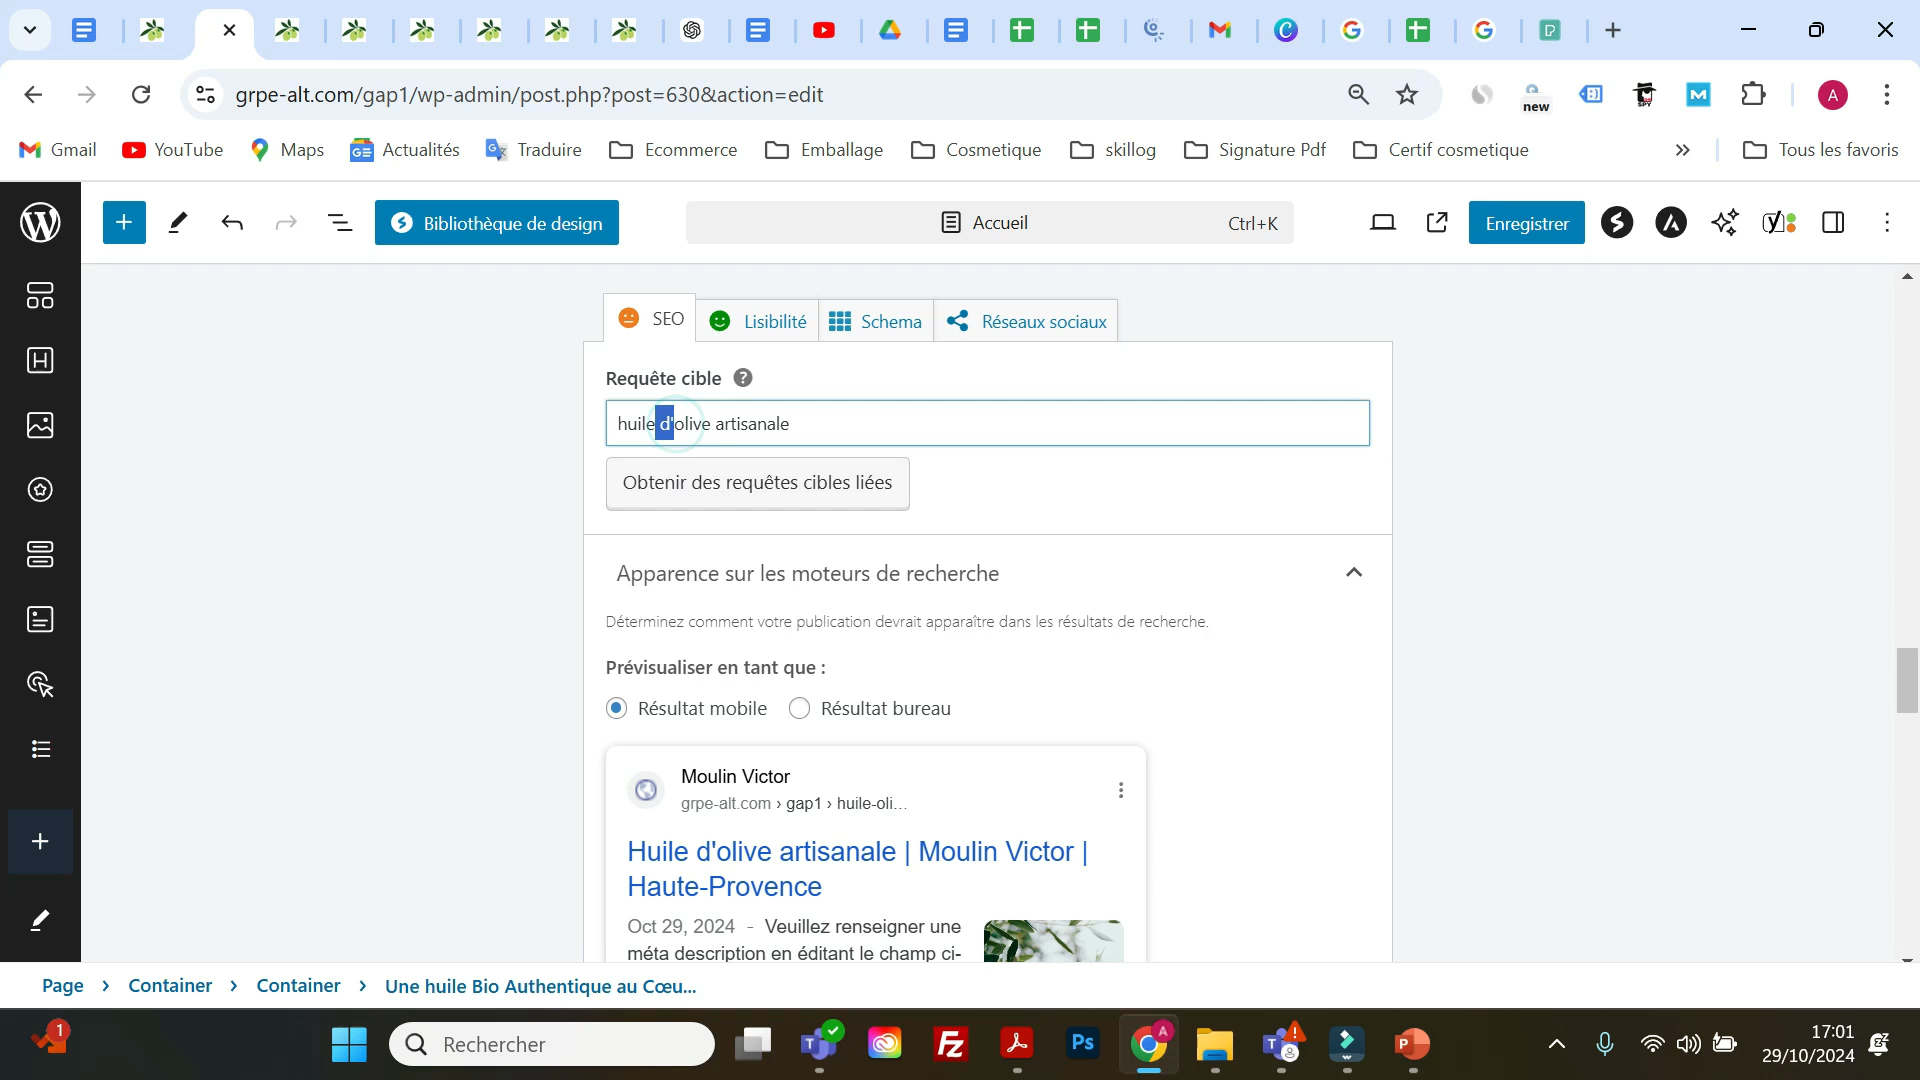 grpe-alt.com/gap1/wp-admin/post.php?post=630&action=edit
new
A
Gmail
YouTube
Maps
Actualités
Traduire
Ecommerce
Emballage
Cosmetique
skillog
Signature Pdf
Certif cosmetique
»
Tous les favoris
Bibliothèque de design
Accueil
Ctrl+K
Enregistrer
SEO
Lisibilité
Schema
Réseaux sociaux
Requête cible
huile d'olive artisanale
Obtenir des requêtes cibles liées
Apparence sur les moteurs de recherche
Déterminez comment votre publication devrait apparaître dans les résultats de recherche.
Prévisualiser en tant que :
Résultat mobile
Résultat bureau
Moulin Victor
grpe-alt.com › gap1 › huile-oli...
Huile d'olive artisanale | Moulin Victor |
Haute-Provence
Oct 29, 2024 - Veuillez renseigner une
méta description en éditant le champ ci-
Page › Container › Container › Une huile Bio Authentique au Cœu...
1
Rechercher
17:01
29/10/2024